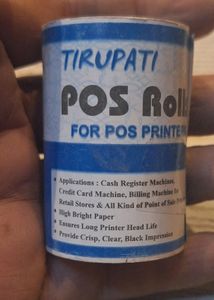 TIRUPATI
POS Roll
FOR POS PRINTE
Applications : Cash Register Machine,
Credit Card Machine, Billing Machine for
Retail Stores & All Kind of Point of Sale
High Bright Paper
Ensures Long Printer Head Life
Provide Crisp, Clear, Black Impression